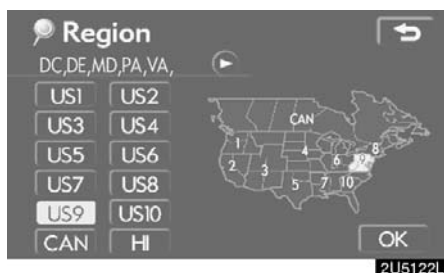 Region
DC,DE,MD,PA,VA,
US1 US2
US3 US4
US5 US6
US7 US8
US9 US10
CAN HI
CAN
1
2
3
4
5
6
7
8
9
10
OK
2U5122L